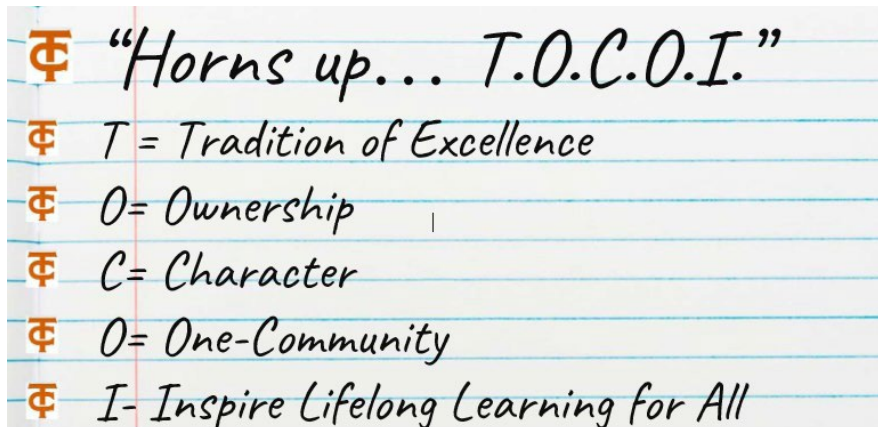 “Horns up... T.O.C.O.I.”
T = Tradition of Excellence
O= Ownership
C= Character
O= One-Community
I- Inspire Lifelong Learning for All